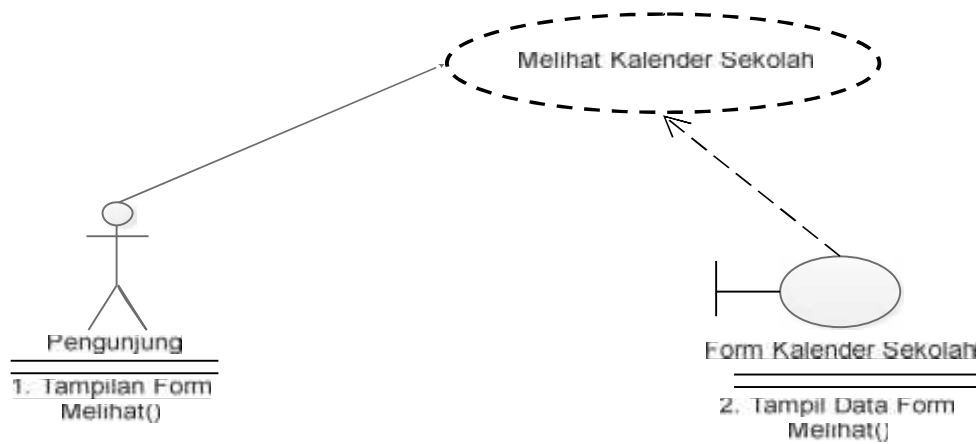 Melihat Kalender Sekolah
Pengunjung
1. Tampilan Form
Melihat()
Form Kalender Sekolah
2. Tampil Data Form
Melihat()